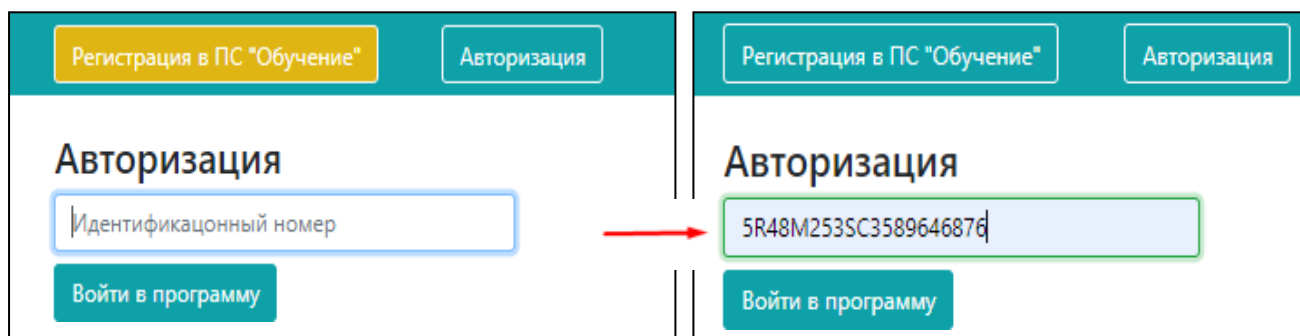 Регистрация в ПС "Обучение" Авторизация
Авторизация
Идентификацонный номер
Войти в программу
Регистрация в ПС "Обучение" Авторизация
Авторизация
5R48M253SC3589646876
Войти в программу